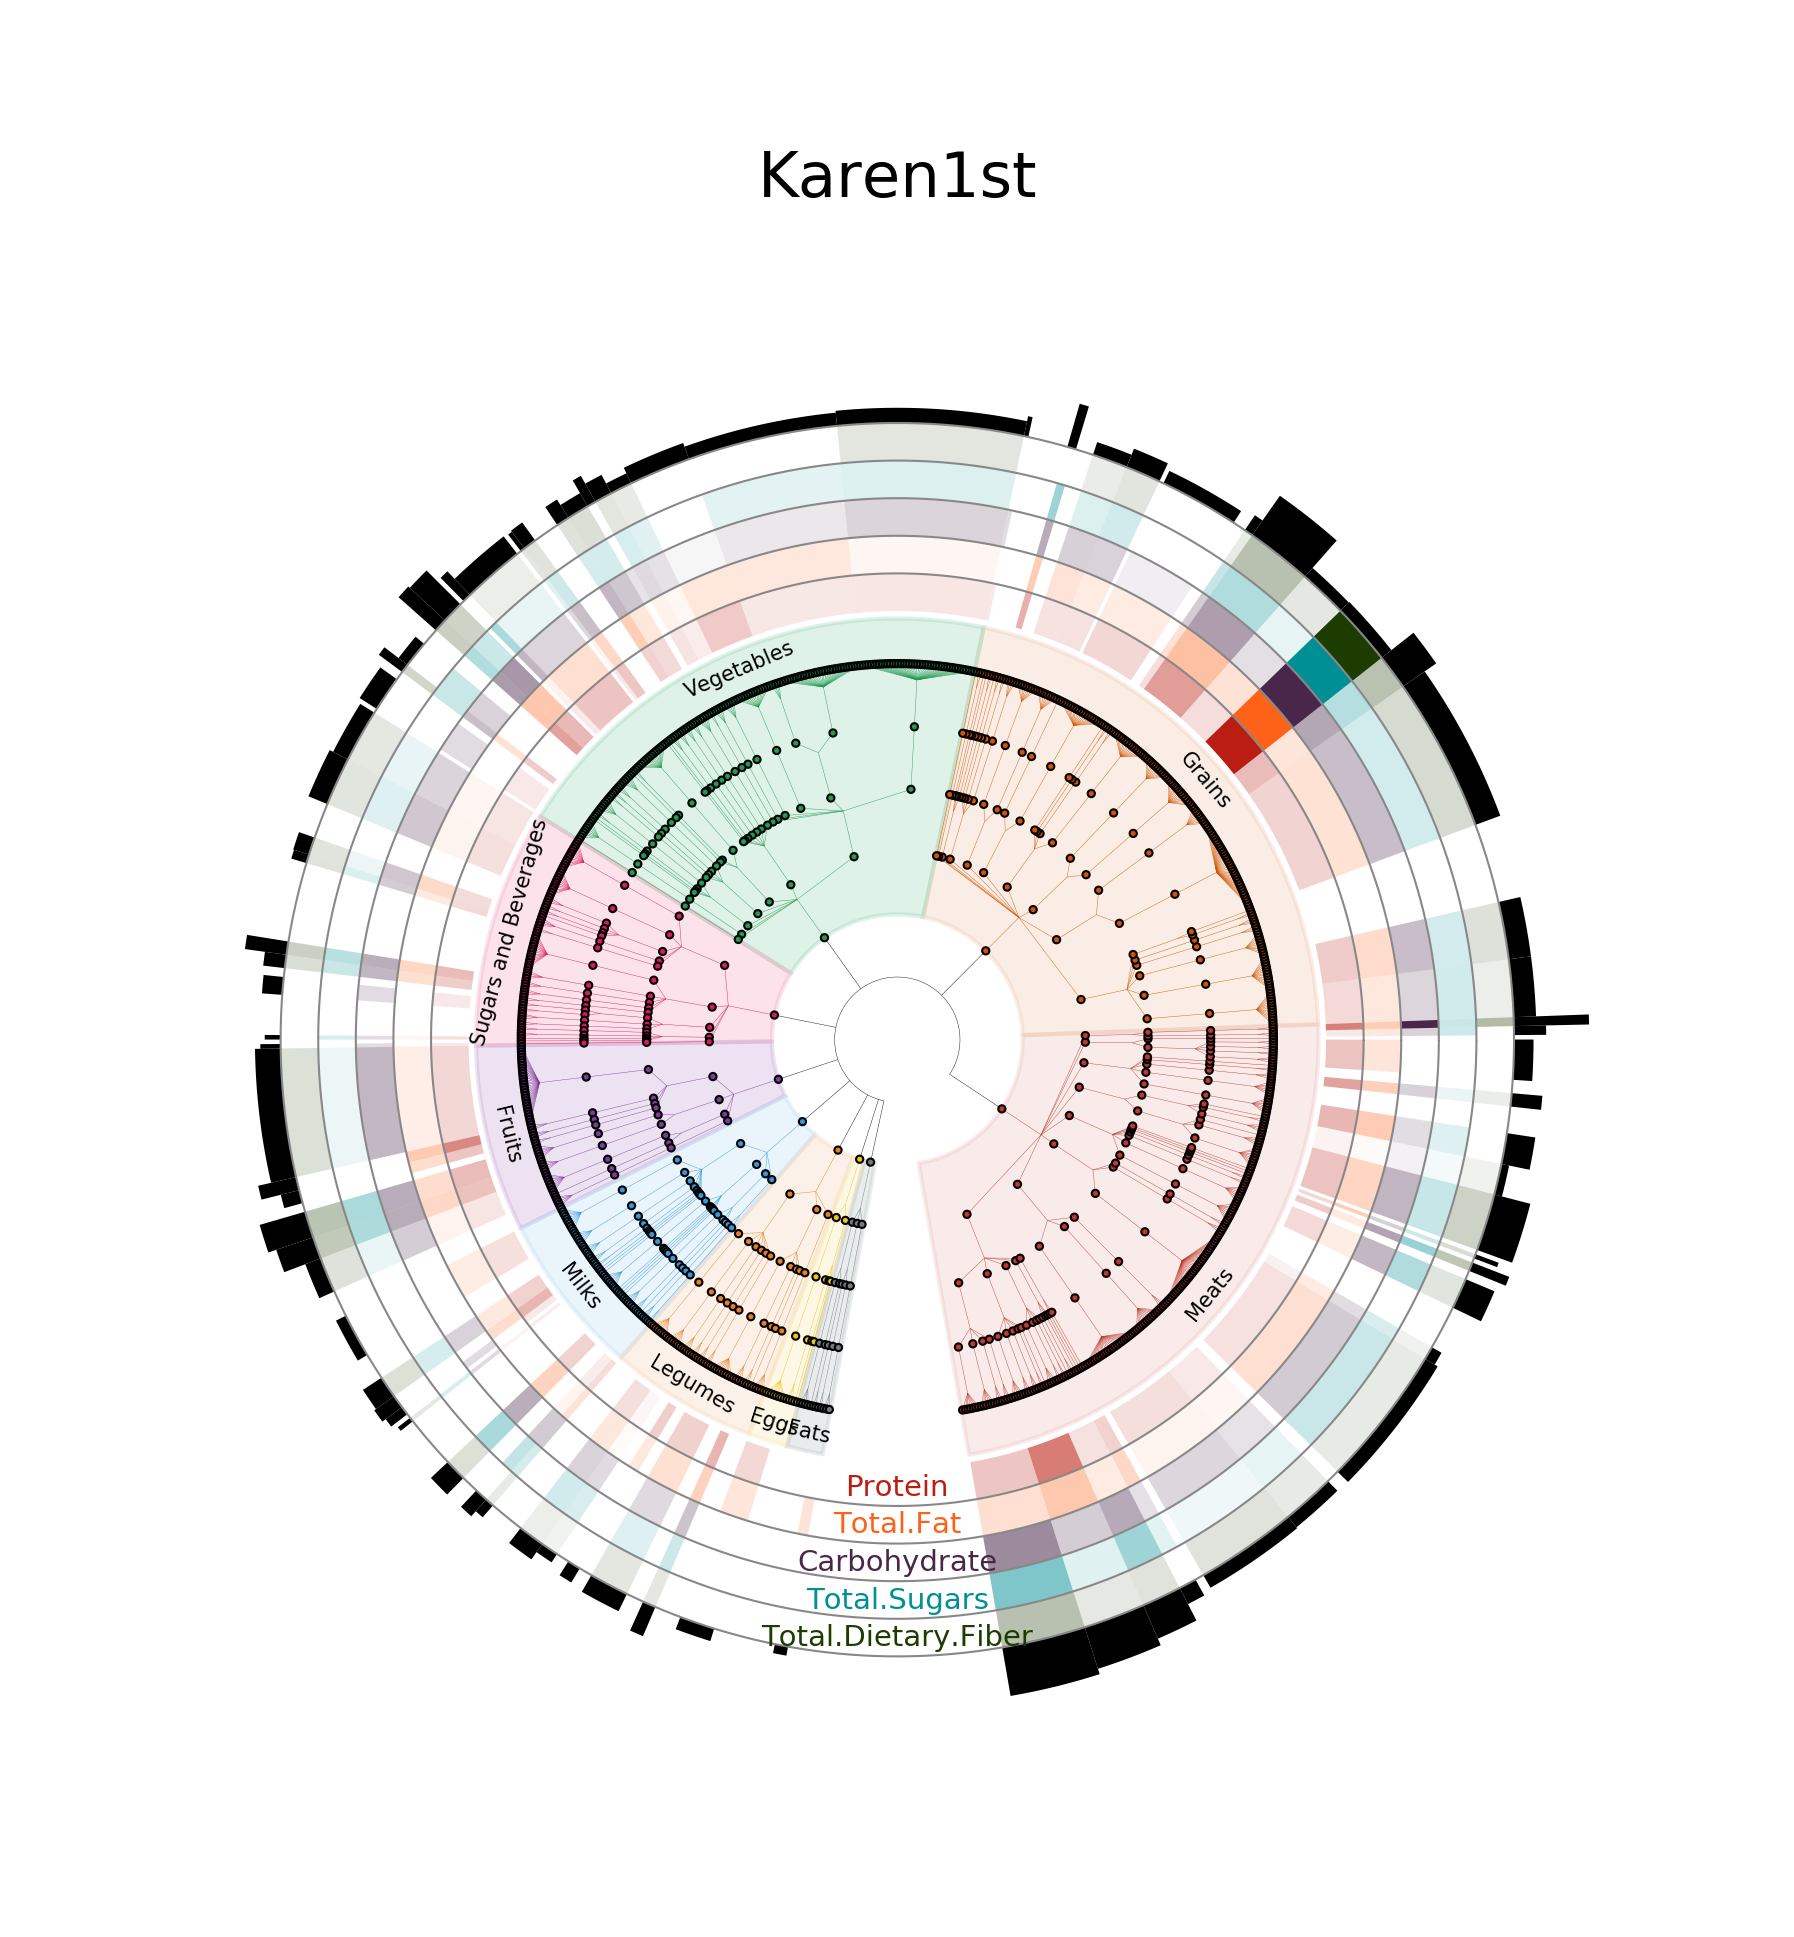 Karen1st
Vegetables
Grains
Sugars and Beverages
Fruits
Milks
Legumes
Eggs
Fats
Meats
Protein
Total.Fat
Carbohydrate
Total.Sugars
Total.Dietary.Fiber